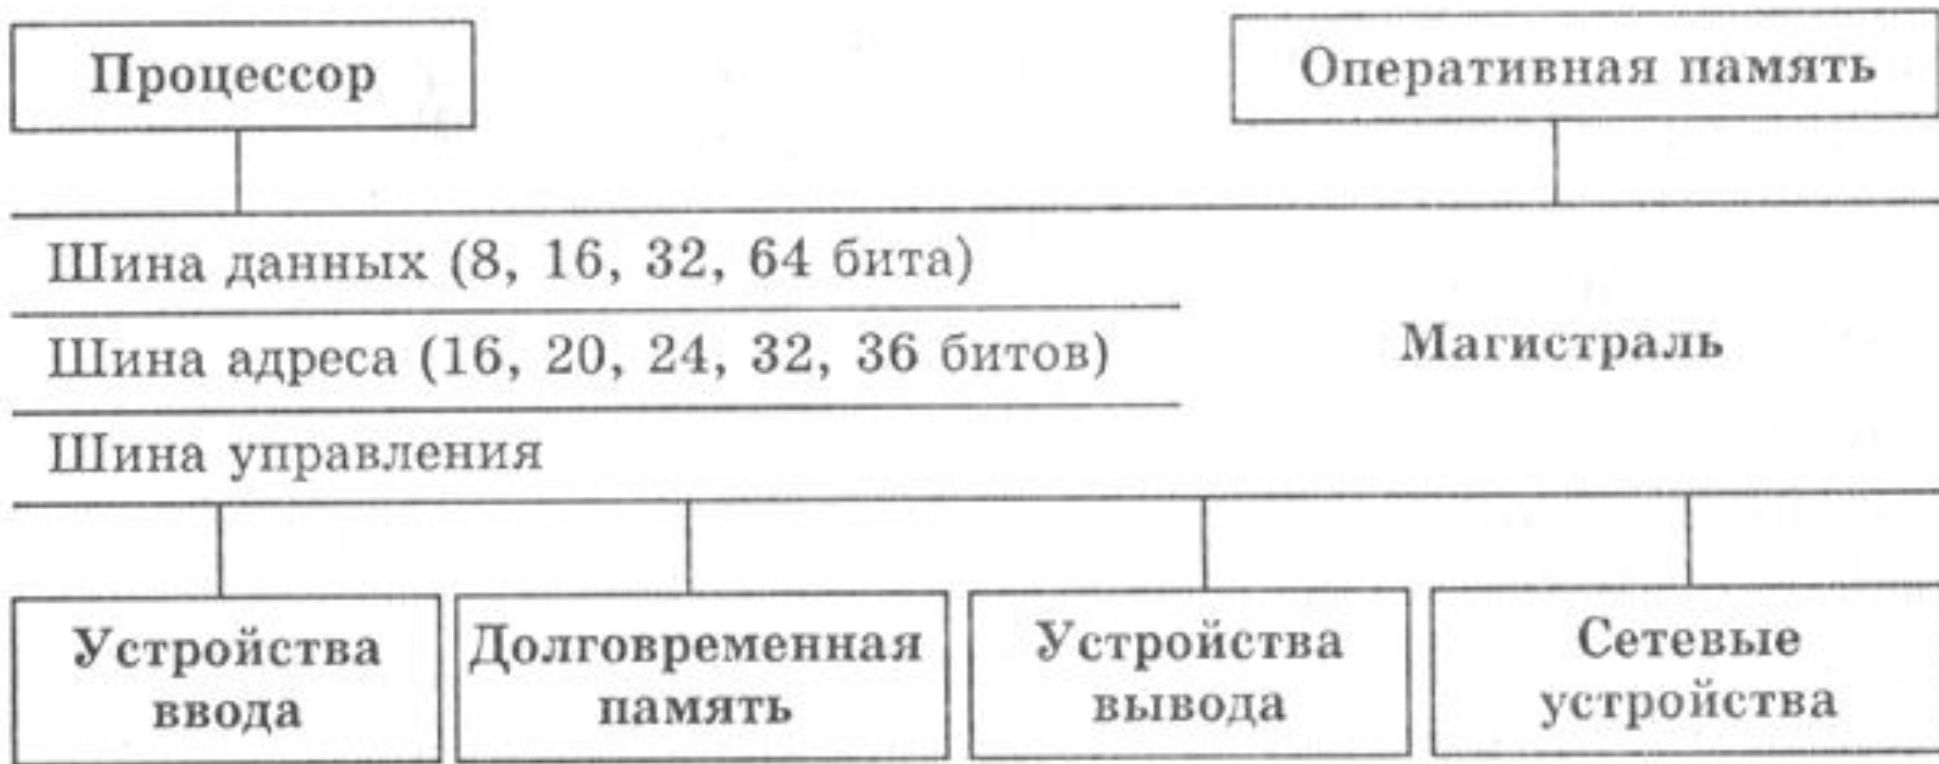 Процессор
Оперативная память
Шина данных (8, 16, 32, 64 бита)
Шина адреса (16, 20, 24, 32, 36 битов)
Магистраль
Шина управления
Устройства
ввода
Долговременная
память
Устройства
вывода
Сетевые
устройства